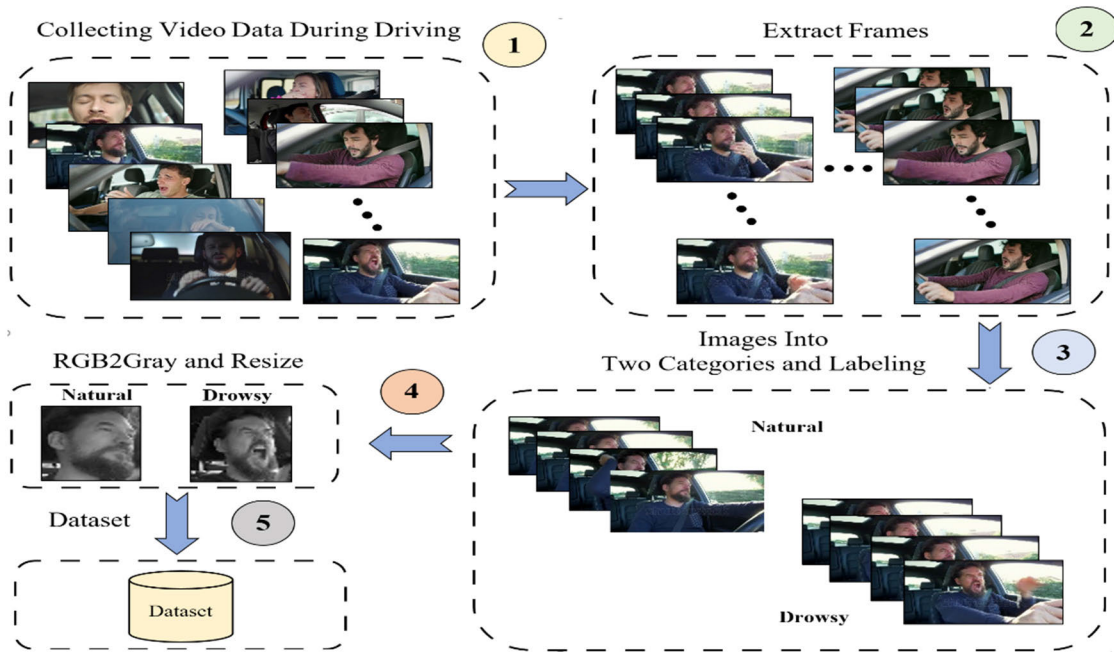 Collecting Video Data During Driving
1
Extract Frames
2
Images Into
Two Categories and Labeling
3
Natural
Drowsy
RGB2Gray and Resize
4
Natural
Drowsy
Dataset
5
Dataset